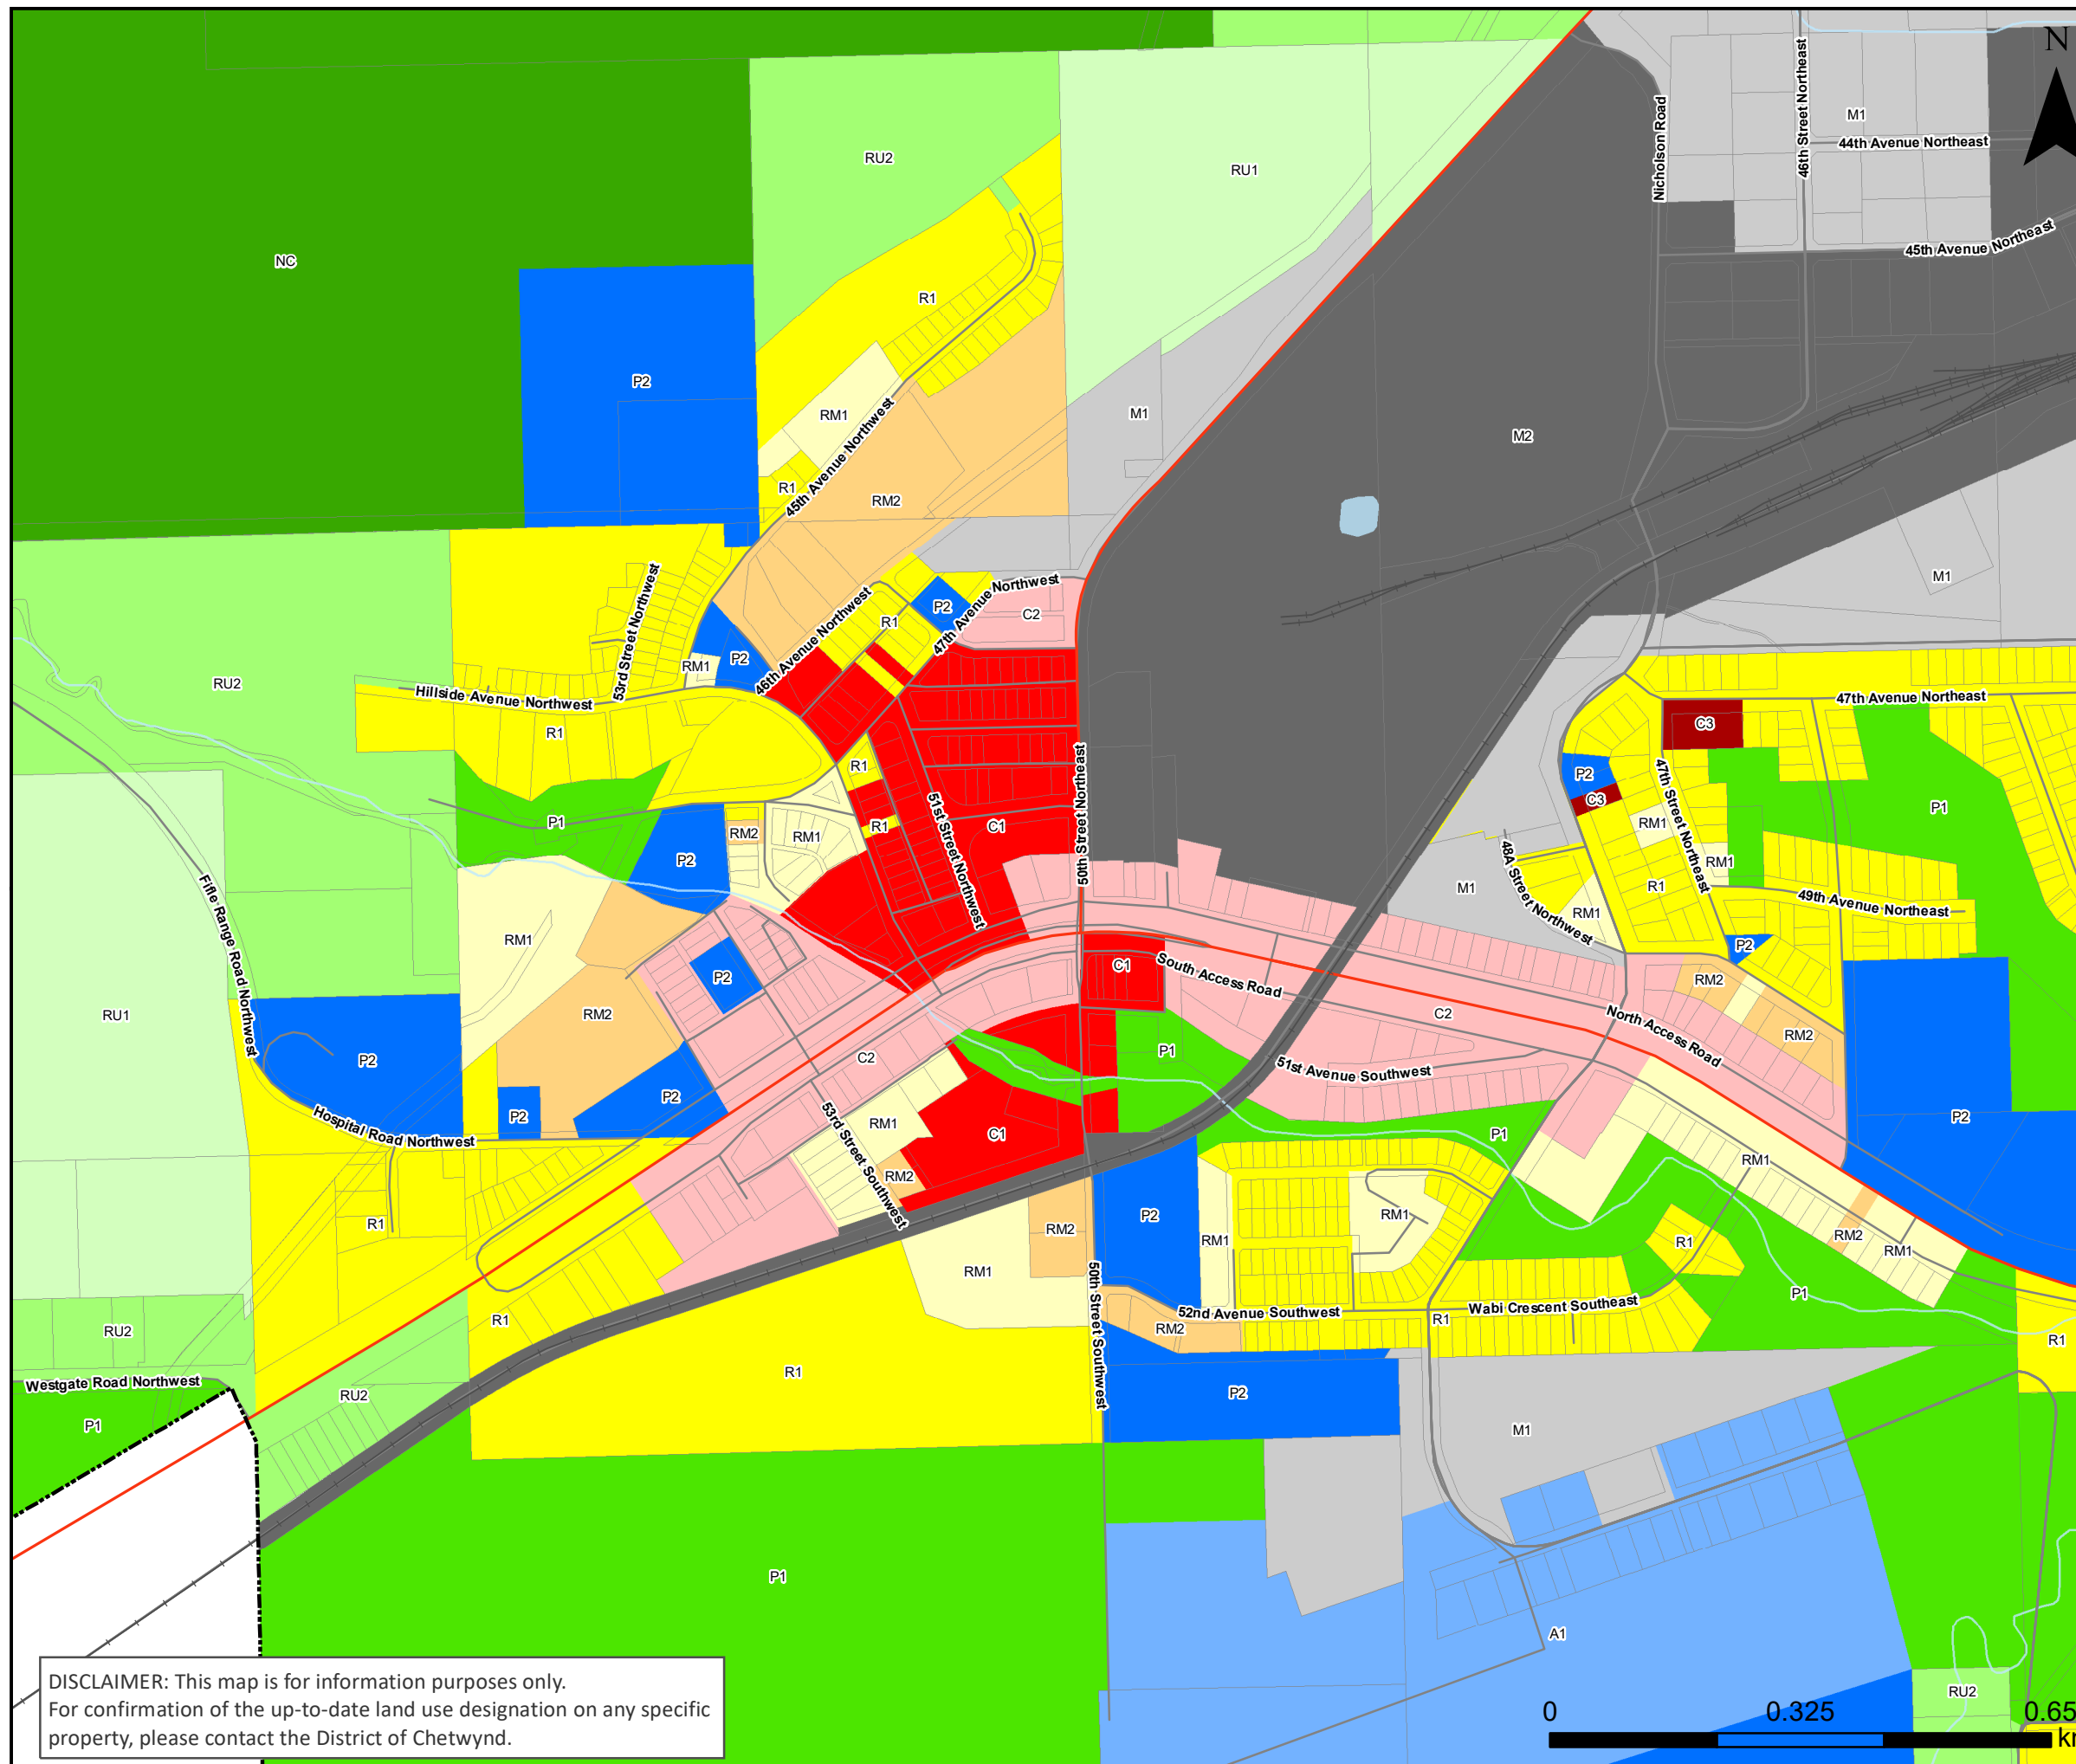 N
46th Street Northeast
Nicholson Road
M1
44th Avenue Northeast
RU2
RU1
45th Avenue Northeast
NC
R1
P2
RM1
M1
M2
45th Avenue Northwest
R1
RM2
M1
53rd Street Northwest
46th Avenue Northwest
P2
47th Avenue Northwest
C2
R1
RM1
P2
RU2
Hillside Avenue Northwest
R1
47th Avenue Northeast
C3
R1
P2
C3
47th Street Northeast
P1
50th Street Northeast
51st Street Northwest
P1
RM2
RM1
R1
C1
RM1
P2
48A Street Northwest
RM1
M1
R1
49th Avenue Northeast
Fifle Range Road Northwest
RM1
RM1
P2
C1
P2
South Access Road
RM2
RU1
RM2
C2
North Access Road
RM2
P2
C2
P1
51st Avenue Southwest
P2
P2
Hospital Road Northwest
53rd Street Southwest
RM1
C1
P1
P2
RM1
RM2
R1
RM2
P2
RM1
RM1
R1
RM2
RM1
RM1
50th Street Southwest
P1
R1
52nd Avenue Southwest
Wabi Crescent Southeast
R1
RM2
RU2
R1
R1
Westgate Road Northwest
RU2
P2
P1
M1
P1
A1
RU2
DISCLAIMER: This map is for information purposes only.
For confirmation of the up-to-date land use designation on any specific
property, please contact the District of Chetwynd.
0 0.325 0.65